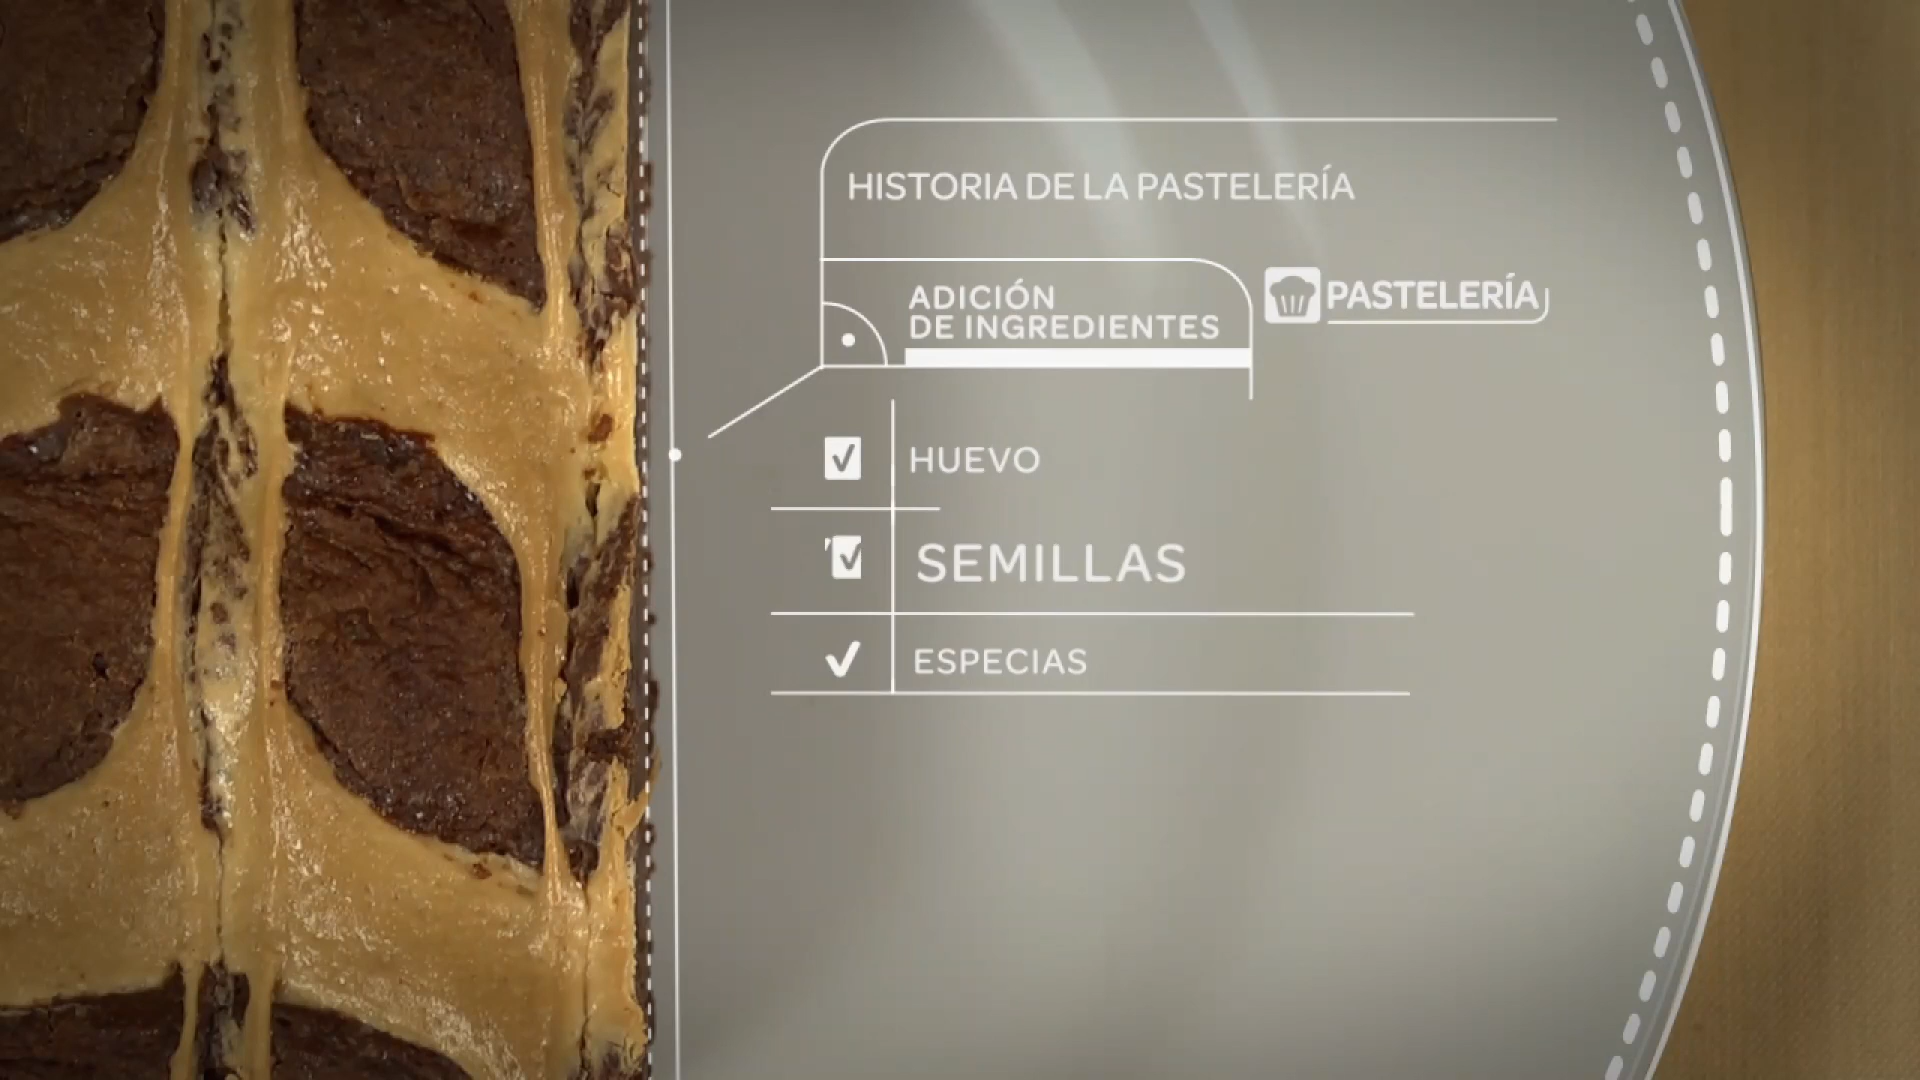 HISTORIA DE LA PASTELERÍA
ADICIÓN
DE INGREDIENTES
PASTELERÍA
HUEVO
SEMILLAS
ESPECIAS